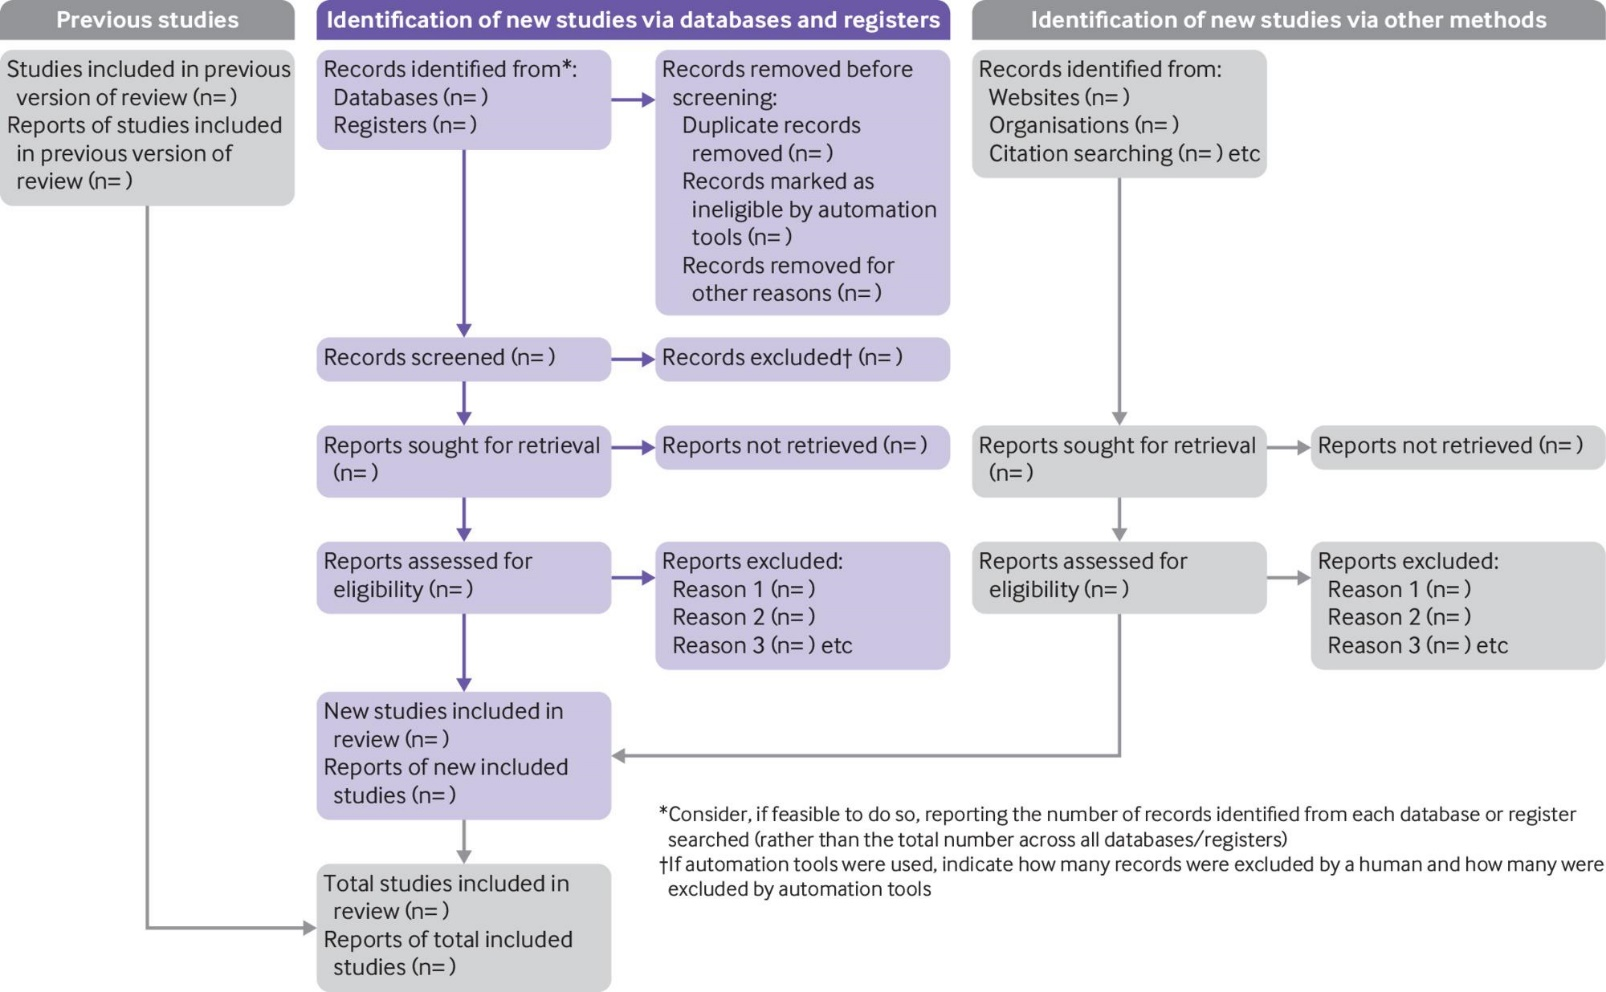 Previous studies
Studies included in previous
version of review (n= )
Reports of studies included
in previous version of
review (n= )
Identification of new studies via databases and registers
Records identified from*:
Databases (n= )
Registers (n= )
Records removed before
screening:
Duplicate records
removed (n= )
Records marked as
ineligible by automation
tools (n= )
Records removed for
other reasons (n= )
Records screened (n= )
Records excluded† (n= )
Reports sought for retrieval
(n= )
Reports not retrieved (n= )
Reports assessed for
eligibility (n= )
Reports excluded:
Reason 1 (n= )
Reason 2 (n= )
Reason 3 (n= ) etc
New studies included in
review (n= )
Reports of new included
studies (n= )
Total studies included in
review (n= )
Reports of total included
studies (n= )
Identification of new studies via other methods
Records identified from:
Websites (n= )
Organisations (n= )
Citation searching (n= ) etc
Reports sought for retrieval
(n= )
Reports not retrieved (n= )
Reports assessed for
eligibility (n= )
Reports excluded:
Reason 1 (n= )
Reason 2 (n= )
Reason 3 (n= ) etc
*Consider, if feasible to do so, reporting the number of records identified from each database or register
searched (rather than the total number across all databases/registers)
†If automation tools were used, indicate how many records were excluded by a human and how many were
excluded by automation tools